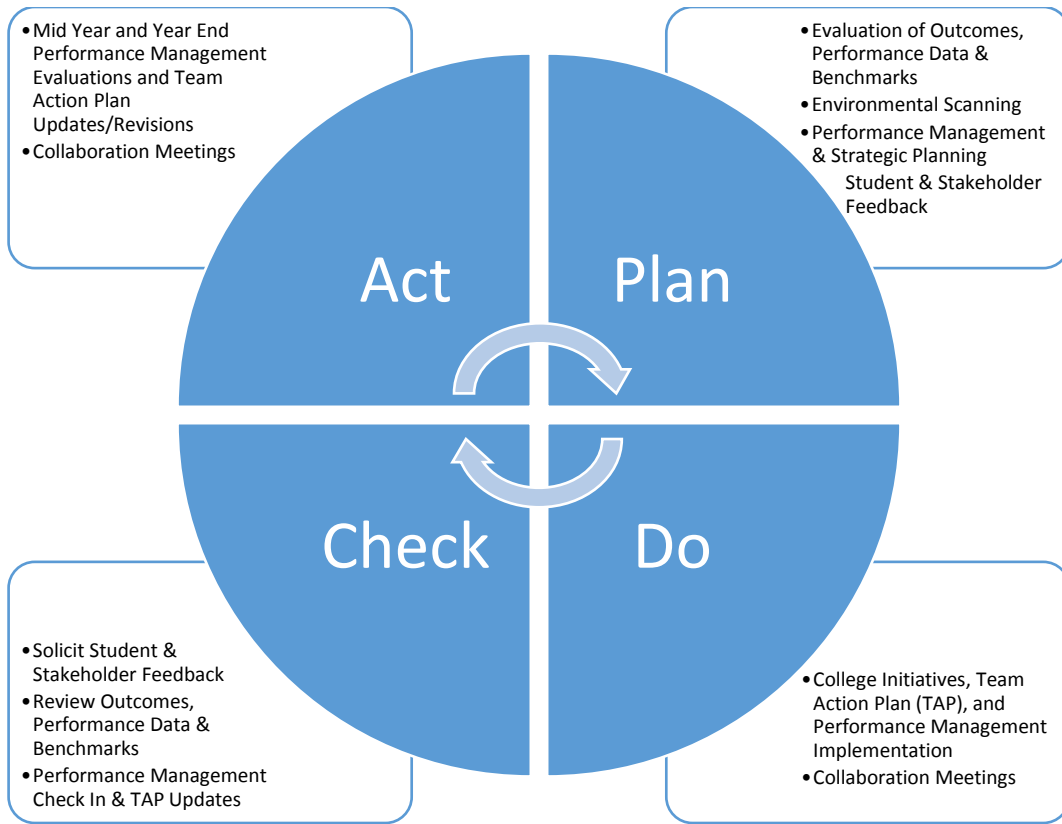 •Mid Year and Year End
Performance Management
Evaluations and Team
Action Plan
Updates/Revisions
•Collaboration Meetings
•Evaluation of Outcomes,
Performance Data &
Benchmarks
•Environmental Scanning
•Performance Management
& Strategic Planning
Student & Stakeholder
Feedback
Act
Plan
Check
Do
•Solicit Student &
Stakeholder Feedback
•Review Outcomes,
Performance Data &
Benchmarks
•Performance Management
Check In & TAP Updates
•College Initiatives, Team
Action Plan (TAP), and
Performance Management
Implementation
•Collaboration Meetings